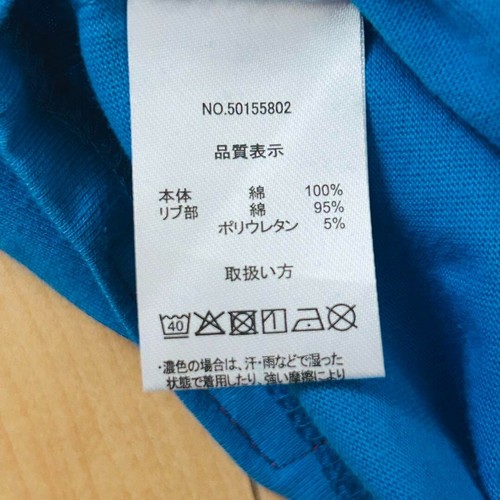 NO.50155802
品質表示
本体 綿 100%
リブ部 綿 95%
ポリウレタン 5%
取扱い方
40
・濃色の場合は、汗・雨などで湿った
状態で着用したり、強い摩擦により